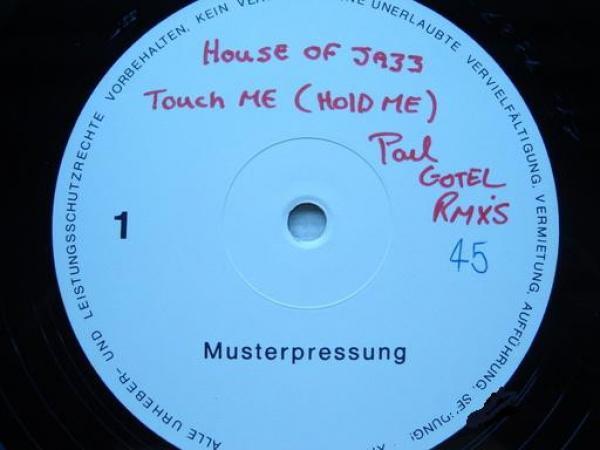 ALLE URHEBER- UND LEISTUNGSSCHUTZRECHTE VORBEHALTEN, KEIN UNERLAUBTE VERVIELFÄLTIGUNG, VERMIETUNG, AUFFÜHRUNG,
House of JAZZ
Touch ME (HOlD ME)
Paul
GOTEL
RMX'S
1
45
Musterpressung